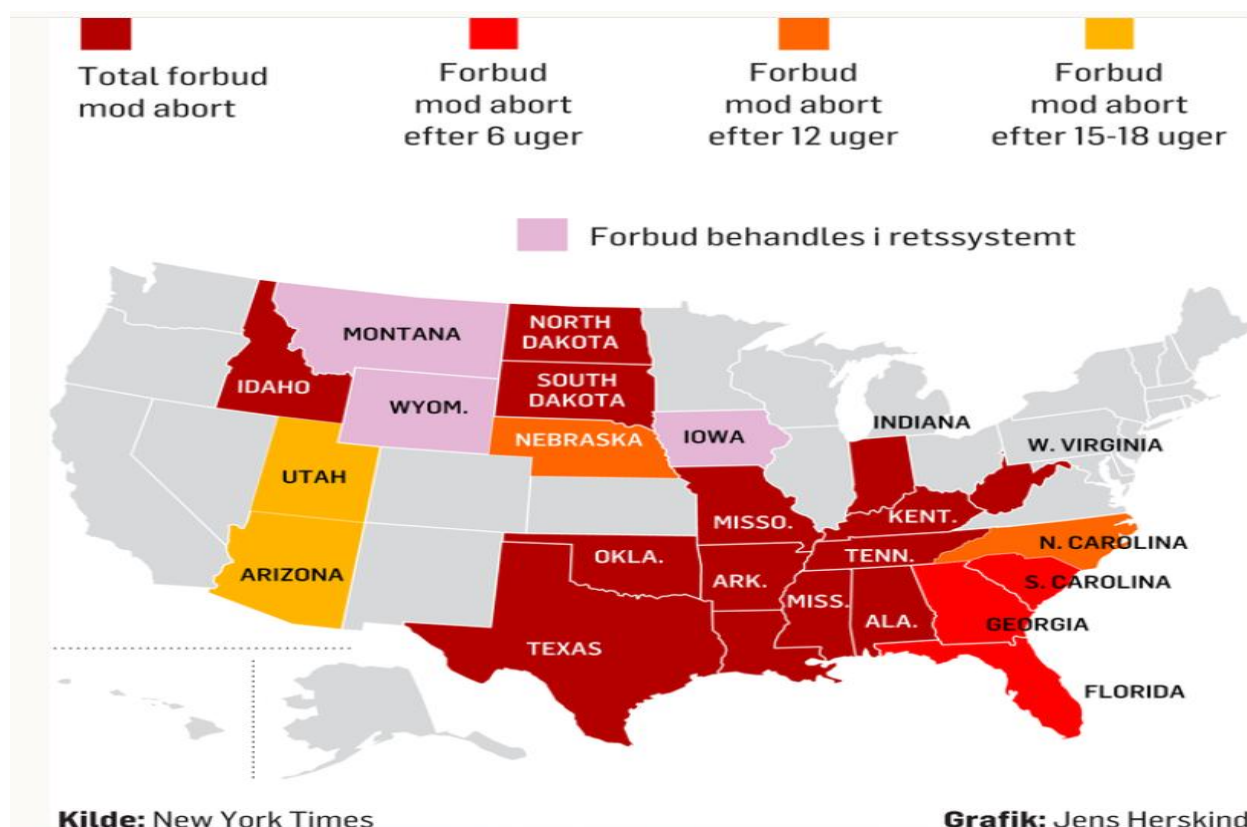 Total forbud
mod abort
Forbud
mod abort
efter 6 uger
Forbud
mod abort
efter 12 uger
Forbud
mod abort
efter 15-18 uger
Forbud behandles i retssystemt
MONTANA
NORTH
DAKOTA
IDAHO
SOUTH
DAKOTA
WYOM.
NEBRASKA
IOWA
INDIANA
W. VIRGINIA
UTAH
MISSO.
KENT.
N. CAROLINA
ARIZONA
OKLA.
TENN.
ARK.
S. CAROLINA
MISS.
ALA.
GEORGIA
TEXAS
FLORIDA
Kilde: New York Times
Grafik: Jens Herskind